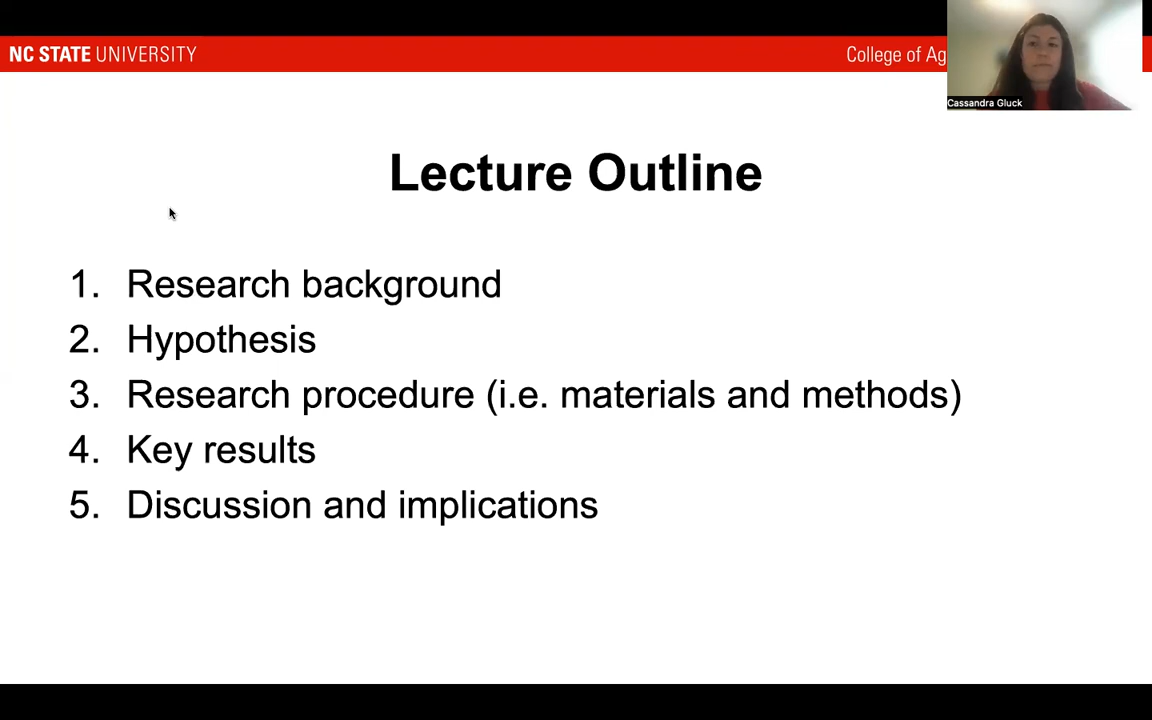 NC STATE UNIVERSITY
College of Ag
Cassandra Gluck
Lecture Outline
1. Research background
2. Hypothesis
3. Research procedure (i.e. materials and methods)
4. Key results
5. Discussion and implications